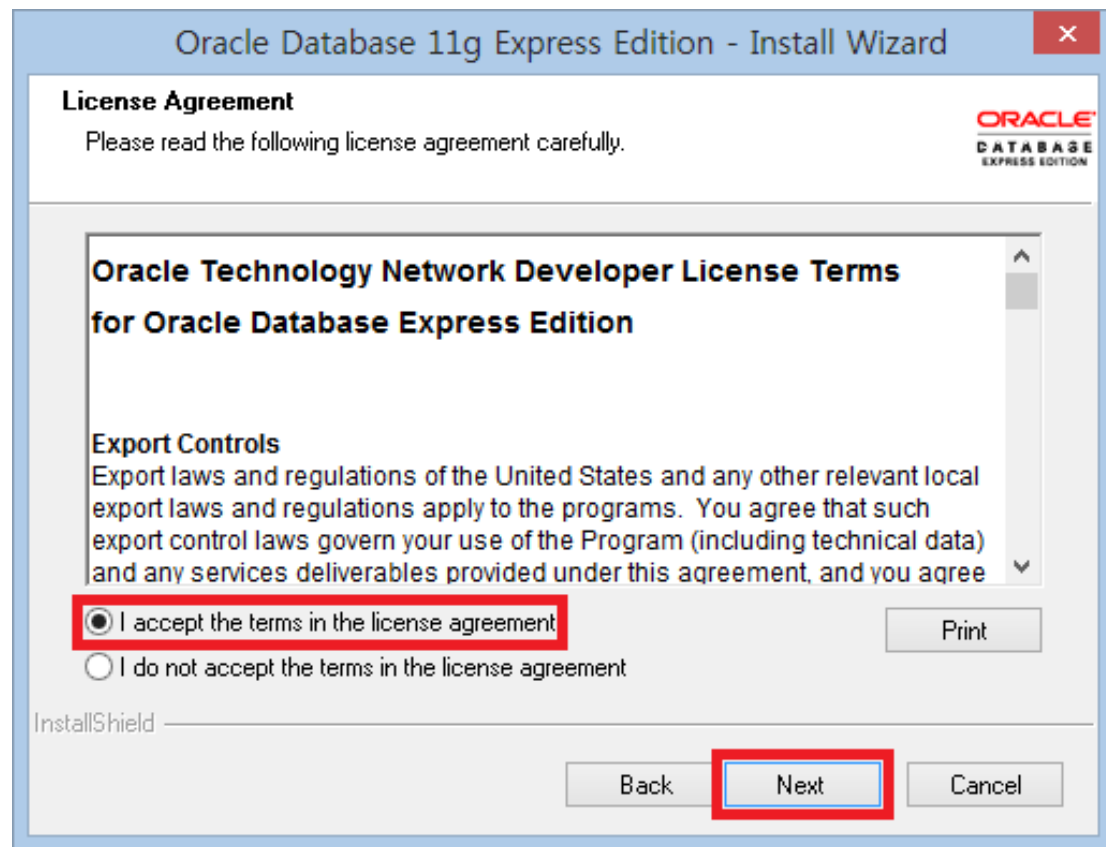 Oracle Database 11g Express Edition - Install Wizard
License Agreement
Please read the following license agreement carefully.
ORACLE
DATABASE
EXPRESS EDITION
Oracle Technology Network Developer License Terms
for Oracle Database Express Edition
Export Controls
Export laws and regulations of the United States and any other relevant local
export laws and regulations apply to the programs.  You agree that such
export control laws govern your use of the Program (including technical data)
and any services deliverables provided under this agreement, and you agree
I accept the terms in the license agreement
Print
I do not accept the terms in the license agreement
InstallShield
Back
Next
Cancel